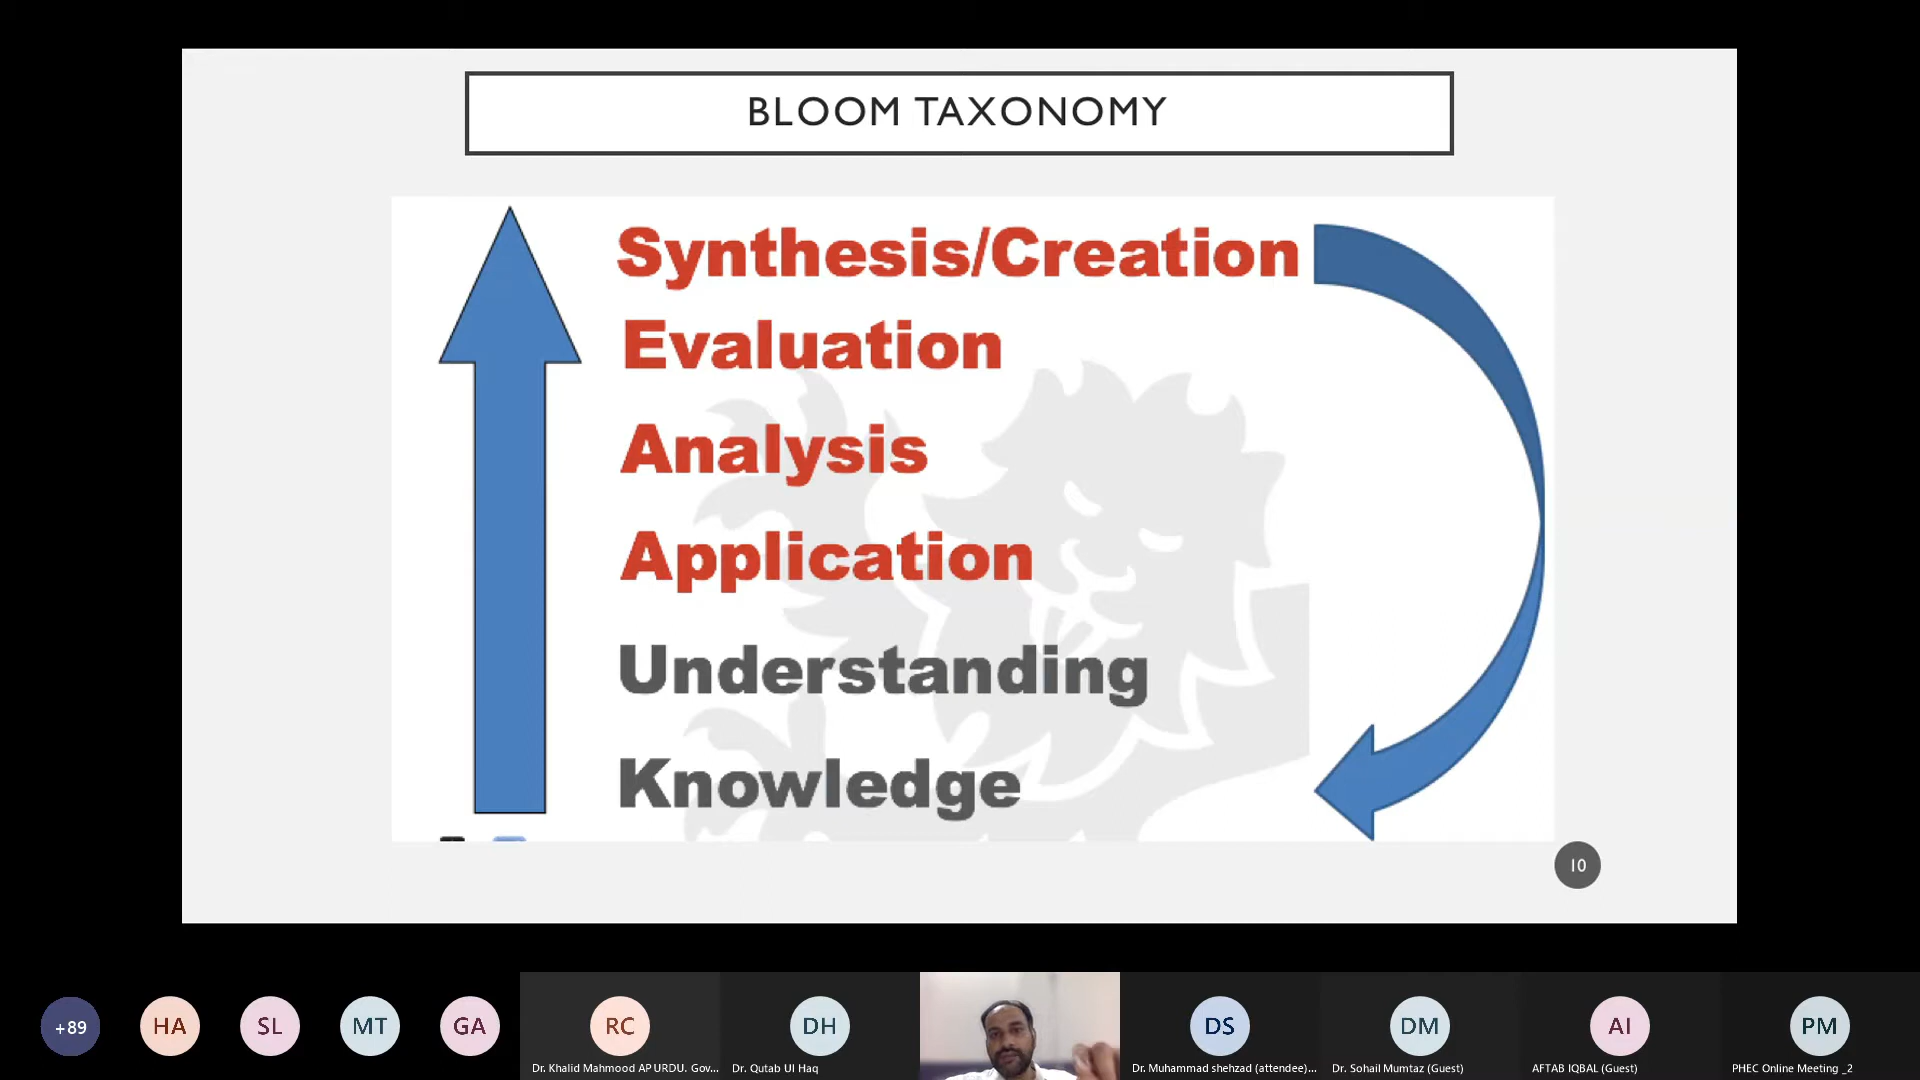 BLOOM TAXONOMY
Synthesis/Creation
Evaluation
Analysis
Application
Understanding
Knowledge
10
+89
HA
SL
MT
GA
RC
DH
DS
DM
AI
PM
Dr. Khalid Mahmood AP URDU. Gov...
Dr. Qutab Ul Haq
Dr. Muhammad shehzad (attendee)...
Dr. Sohail Mumtaz (Guest)
AFTAB IQBAL (Guest)
PHEC Online Meeting _2